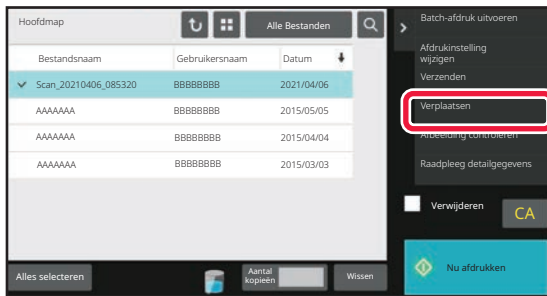 Hoofdmap
Alle Bestanden
Bestandsnaam Gebruikersnaam Datum
Scan_20210406_085320 BBBBBBBB 2021/04/06
AAAAAAA BBBBBBBB 2015/05/05
AAAAAAA BBBBBBBB 2015/04/04
AAAAAAA BBBBBBBB 2015/03/03
Alles selecteren
Aantal
kopieën
Wissen
Batch-afdruk uitvoeren
Afdrukinstelling
wijzigen
Verzenden
Verplaatsen
Afbeelding controleren
Raadpleeg detailgegevens
Verwijderen
CA
Nu afdrukken